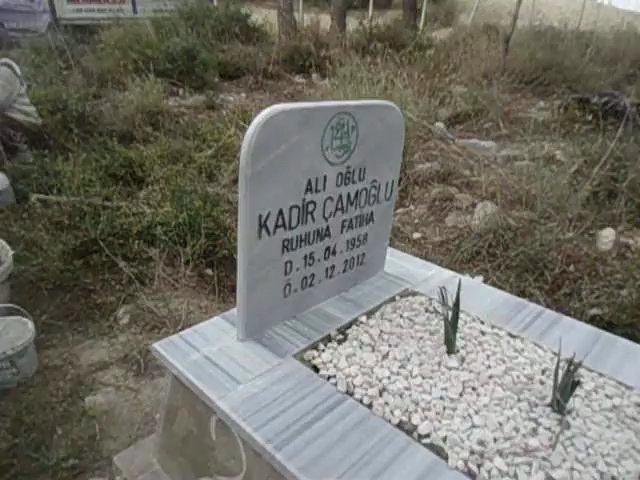 ALİ OĞLU
KADİR ÇAMOĞLU
RUHUNA FATİHA
D.15.04.1958
Ö.02.12.2012